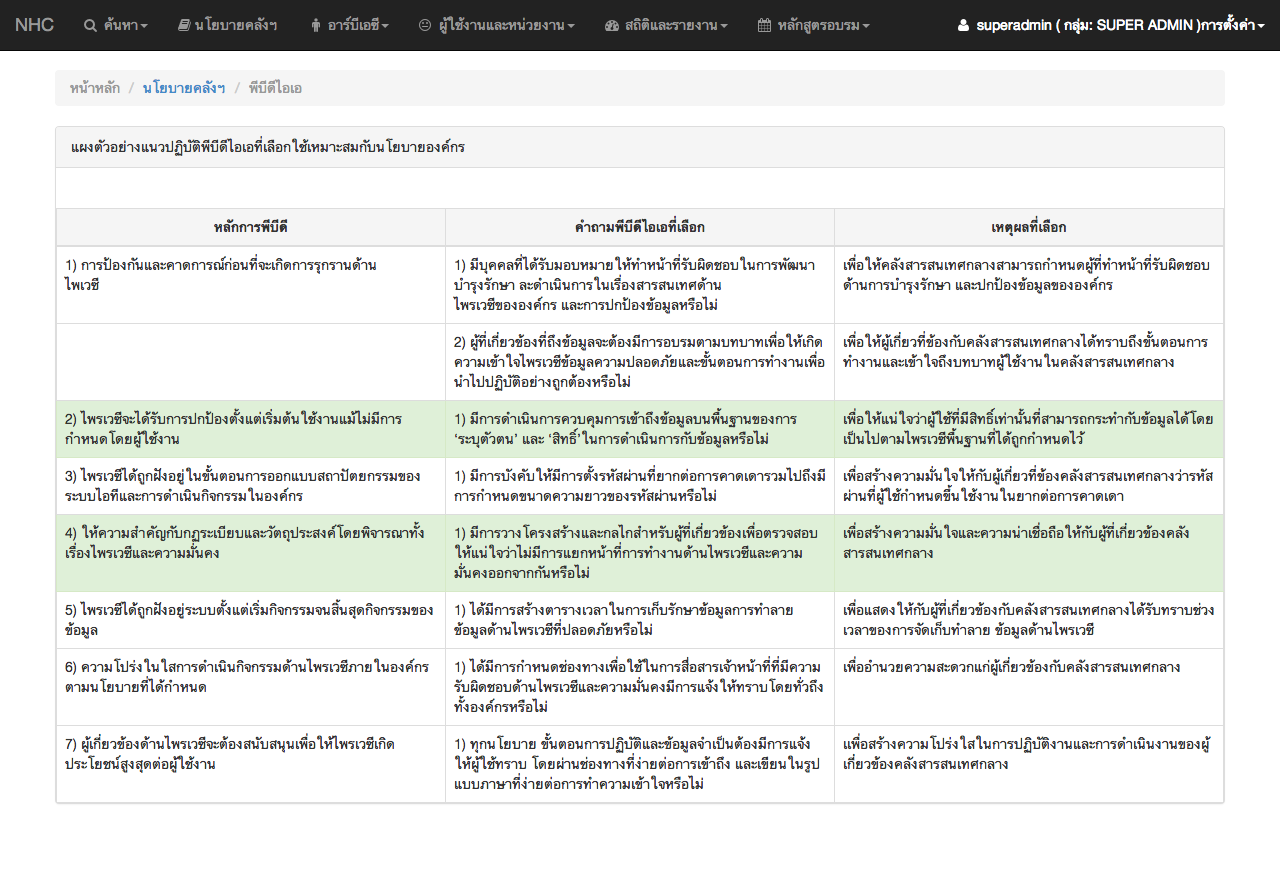 NHC ค้นหา นโยบายคลังฯ อาร์บีเอซี ผู้ใช้งานและหน่วยงาน สถิติและรายงาน หลักสูตรอบรม superadmin ( กลุ่ม: SUPER ADMIN )การตั้งค่า
หน้าหลัก / นโยบายคลังฯ / พีบีดีไอเอ
แผงตัวอย่างแนวปฏิบัติพีบีดีไอเอที่เลือกใช้เหมาะสมกับนโยบายองค์กร
หลักการพีบีดี คำถามพีบีดีไอเอที่เลือก เหตุผลที่เลือก
1) การป้องกันและคาดการณ์ก่อนที่จะเกิดการรุกรานด้าน
ไพเวซี
1) มีบุคคลที่ได้รับมอบหมายให้ทำหน้าที่รับผิดชอบในการพัฒนา
บำรุงรักษา ละดำเนินการในเรื่องสารสนเทศด้าน
ไพรเวซีขององค์กร และการปกป้องข้อมูลหรือไม่
เพื่อให้คลังสารสนเทศกลางสามารถกำหนดผู้ที่ทำหน้าที่รับผิดชอบ
ด้านการบำรุงรักษา และปกป้องข้อมูลขององค์กร
2) ผู้ที่เกี่ยวข้องที่ถึงข้อมูลจะต้องมีการอบรมตามบทบาทเพื่อให้เกิด
ความเข้าใจไพรเวซีข้อมูลความปลอดภัยและขั้นตอนการทำงานเพื่อ
นำไปปฏิบัติอย่างถูกต้องหรือไม่
เพื่อให้ผู้เกี่ยวที่ข้องกับคลังสารสนเทศกลางได้ทราบถึงขั้นตอนการ
ทำงานและเข้าใจถึงบทบาทผู้ใช้งานในคลังสารสนเทศกลาง
2) ไพรเวซีจะได้รับการปกป้องตั้งแต่เริ่มต้นใช้งานแม้ไม่มีการ
กำหนดโดยผู้ใช้งาน
1) มีการดำเนินการควบคุมการเข้าถึงข้อมูลบนพื้นฐานของการ
‘ระบุตัวตน’ และ ‘สิทธิ์’ในการดำเนินการกับข้อมูลหรือไม่
เพื่อให้แน่ใจว่าผู้ใช้ที่มีสิทธิ์เท่านั้นที่สามารถกระทำกับข้อมูลได้โดย
เป็นไปตามไพรเวซีพื้นฐานที่ได้ถูกกำหนดไว้
3) ไพรเวซีได้ถูกฝังอยู่ในขั้นตอนการออกแบบสถาปัตยกรรมของ
ระบบไอทีและการดำเนินกิจกรรมในองค์กร
1) มีการบังคับให้มีการตั้งรหัสผ่านที่ยากต่อการคาดเดารวมไปถึงมี
การกำหนดขนาดความยาวของรหัสผ่านหรือไม่
เพื่อสร้างความมั่นใจให้กับผู้เกี่ยวที่ข้องคลังสารสนเทศกลางว่ารหัส
ผ่านที่ผู้ใช้กำหนดขึ้นใช้งานในยากต่อการคาดเดา
4) ให้ความสำคัญกับกฏระเบียบและวัตถุประสงค์โดยพิจารณาทั้ง
เรื่องไพรเวซีและความมั่นคง
1) มีการวางโครงสร้างและกลไกสำหรับผู้ที่เกี่ยวข้องเพื่อตรวจสอบ
ให้แน่ใจว่าไม่มีการแยกหน้าที่การทำงานด้านไพรเวซีและความ
มั่นคงออกจากกันหรือไม่
เพื่อสร้างความมั่นใจและความน่าเชื่อถือให้กับผู้ที่เกี่ยวข้องคลัง
สารสนเทศกลาง
5) ไพรเวซีได้ถูกฝังอยู่ระบบตั้งแต่เริ่มกิจกรรมจนสิ้นสุดกิจกรรมของ
ข้อมูล
1) ได้มีการสร้างตารางเวลาในการเก็บรักษาข้อมูลการทำลาย
ข้อมูลด้านไพรเวซีที่ปลอดภัยหรือไม่
เพื่อแสดงให้กับผู้ที่เกี่ยวข้องกับคลังสารสนเทศกลางได้รับทราบช่วง
เวลาของการจัดเก็บทำลาย ข้อมูลด้านไพรเวซี
6) ความโปร่งในใสการดำเนินกิจกรรมด้านไพรเวซีภายในองค์กร
ตามนโยบายที่ได้กำหนด
1) ได้มีการกำหนดช่องทางเพื่อใช้ในการสื่อสารเจ้าหน้าที่ที่มีความ
รับผิดชอบด้านไพรเวซีและความมั่นคงมีการแจ้งให้ทราบโดยทั่วถึง
ทั้งองค์กรหรือไม่
เพื่ออำนวยความสะดวกแก่ผู้เกี่ยวข้องกับคลังสารสนเทศกลาง
7) ผู้เกี่ยวข้องด้านไพรเวซีจะต้องสนับสนุนเพื่อให้ไพรเวซีเกิด
ประโยชน์สูงสุดต่อผู้ใช้งาน
1) ทุกนโยบาย ขั้นตอนการปฏิบัติและข้อมูลจำเป็นต้องมีการแจ้ง
ให้ผู้ใช้ทราบ โดยผ่านช่องทางที่ง่ายต่อการเข้าถึง และเขียนในรูป
แบบภาษาที่ง่ายต่อการทำความเข้าใจหรือไม่
แพื่อสร้างความโปร่งใสในการปฏิบัติงานและการดำเนินงานของผู้
เกี่ยวข้องคลังสารสนเทศกลาง